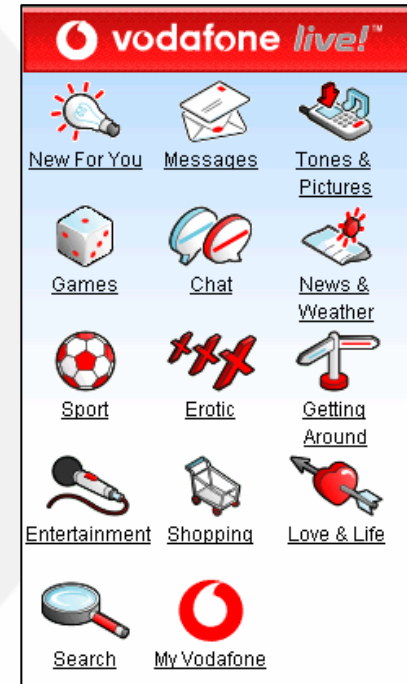 vodafone live!™
New For You Messages Tones &
Pictures
Games Chat News &
Weather
Sport Erotic Getting
Around
Entertainment Shopping Love & Life
Search My Vodafone